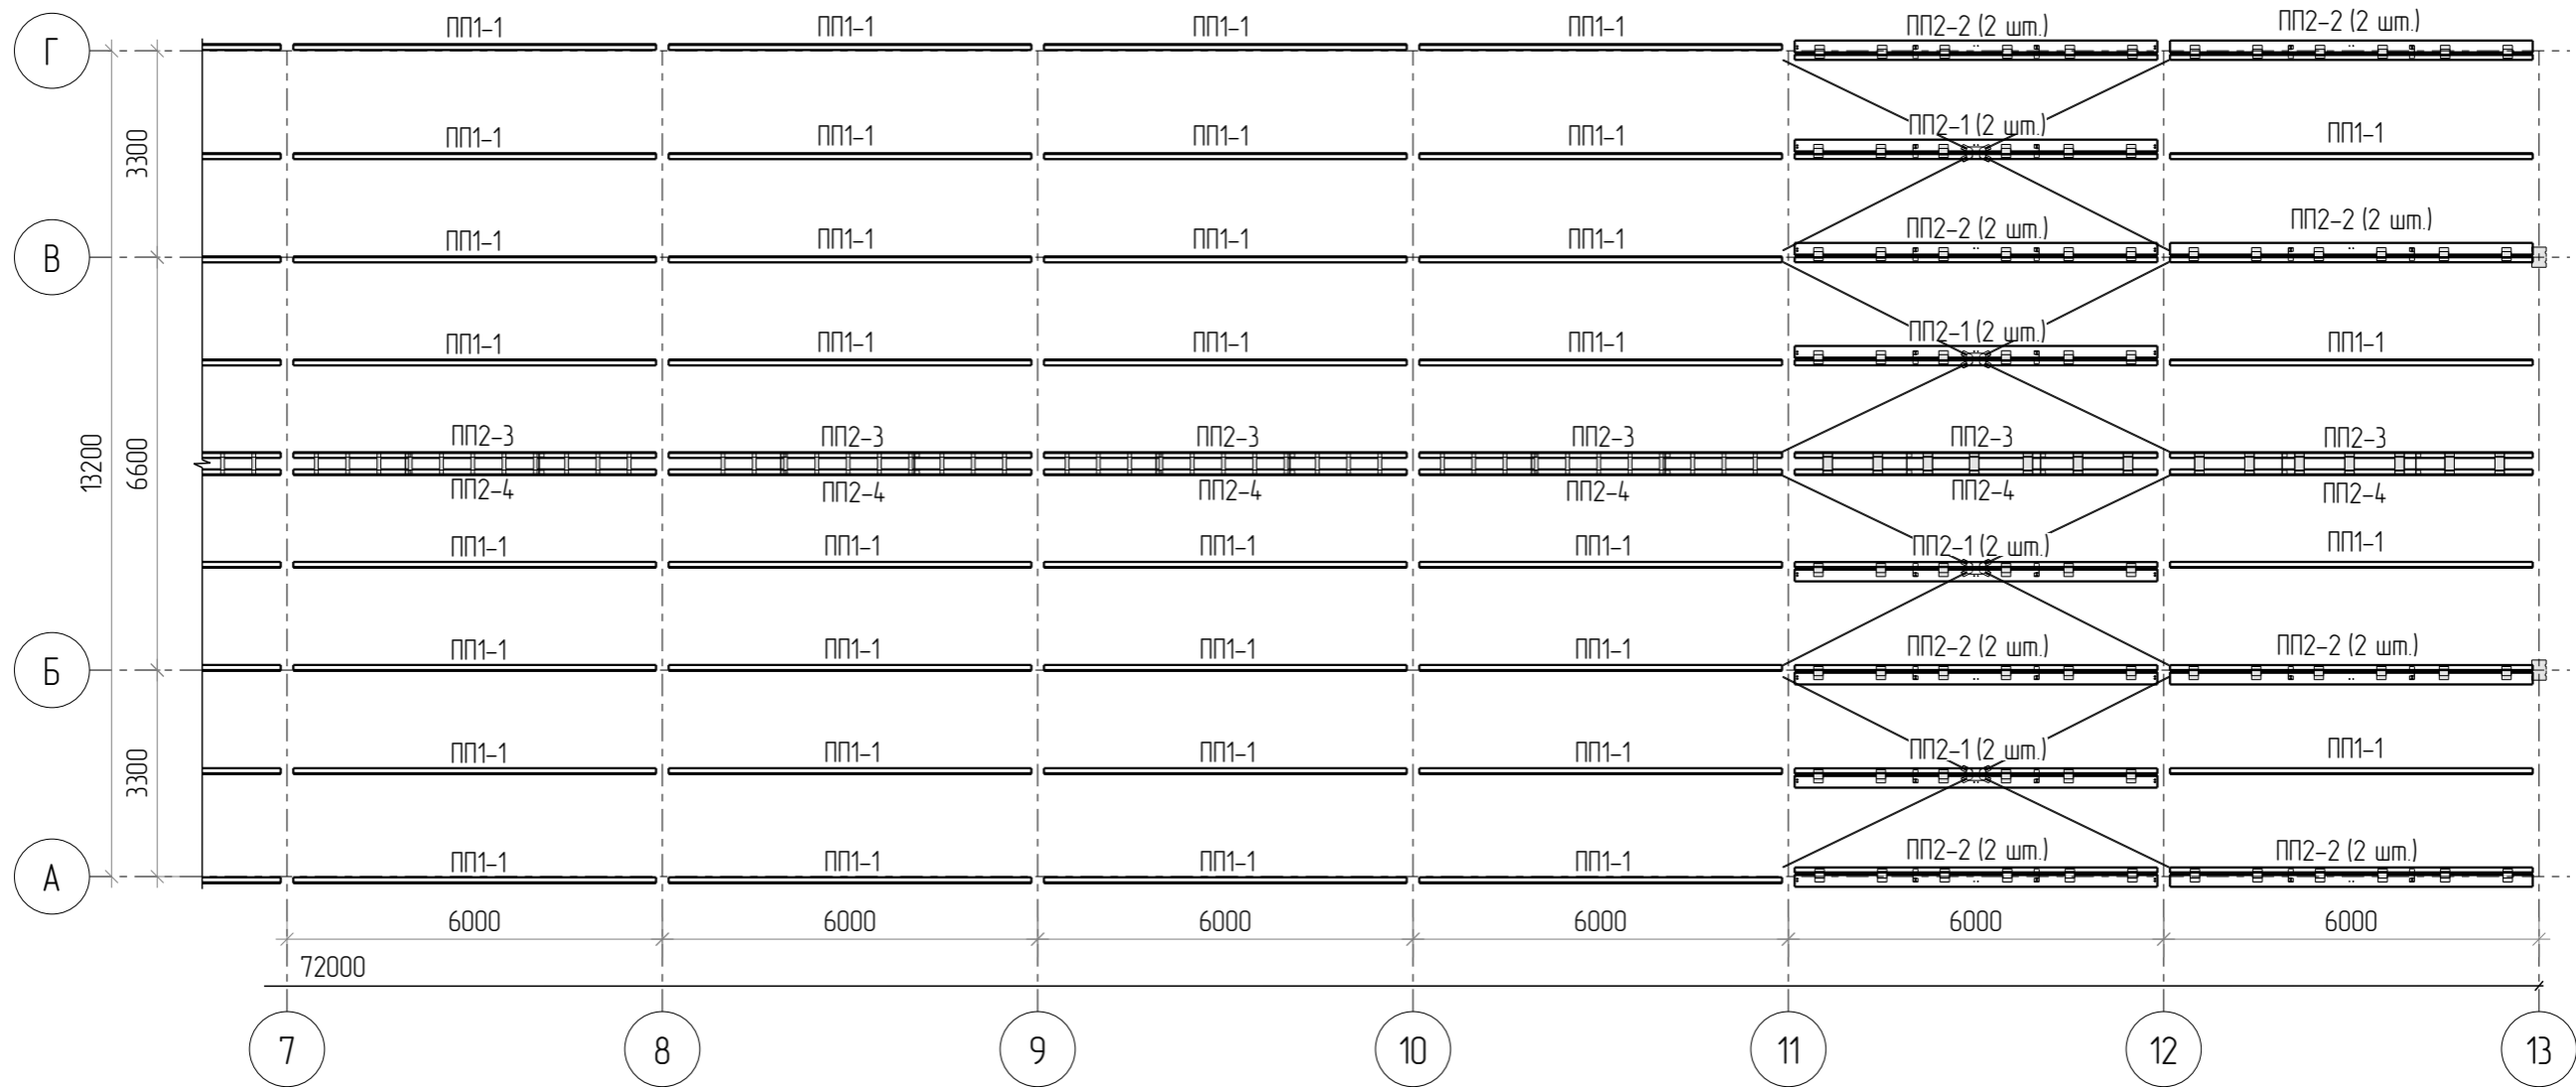 Г ПП1-1 ПП1-1 ПП1-1 ПП1-1 ПП2-2 (2 шт.) ПП2-2 (2 шт.)
3300 ПП1-1 ПП1-1 ПП1-1 ПП1-1 ПП2-1 (2 шт.) ПП1-1
В ПП1-1 ПП1-1 ПП1-1 ПП1-1 ПП2-2 (2 шт.) ПП2-2 (2 шт.)
ПП1-1 ПП1-1 ПП1-1 ПП1-1 ПП2-1 (2 шт.) ПП1-1
13200 6600 ПП2-3 ПП2-3 ПП2-3 ПП2-3 ПП2-3 ПП2-3
ПП2-4 ПП2-4 ПП2-4 ПП2-4 ПП2-4 ПП2-4
ПП1-1 ПП1-1 ПП1-1 ПП1-1 ПП2-1 (2 шт.) ПП1-1
Б ПП1-1 ПП1-1 ПП1-1 ПП1-1 ПП2-2 (2 шт.) ПП2-2 (2 шт.)
3300 ПП1-1 ПП1-1 ПП1-1 ПП1-1 ПП2-1 (2 шт.) ПП1-1
А ПП1-1 ПП1-1 ПП1-1 ПП1-1 ПП2-2 (2 шт.) ПП2-2 (2 шт.)
6000 6000 6000 6000 6000 6000
72000
7 8 9 10 11 12 13